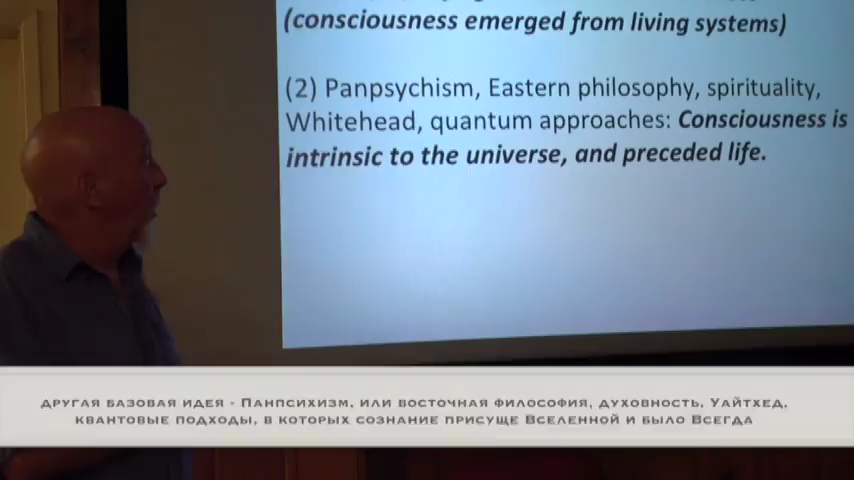 (consciousness emerged from living systems)
(2) Panpsychism, Eastern philosophy, spirituality,
Whitehead, quantum approaches: Consciousness is
intrinsic to the universe, and preceded life.
другая базовая идея - Панпсихизм, или восточная философия, духовность, Уайтхед,
квантовые подходы, в которых сознание присуще Вселенной и было Всегда